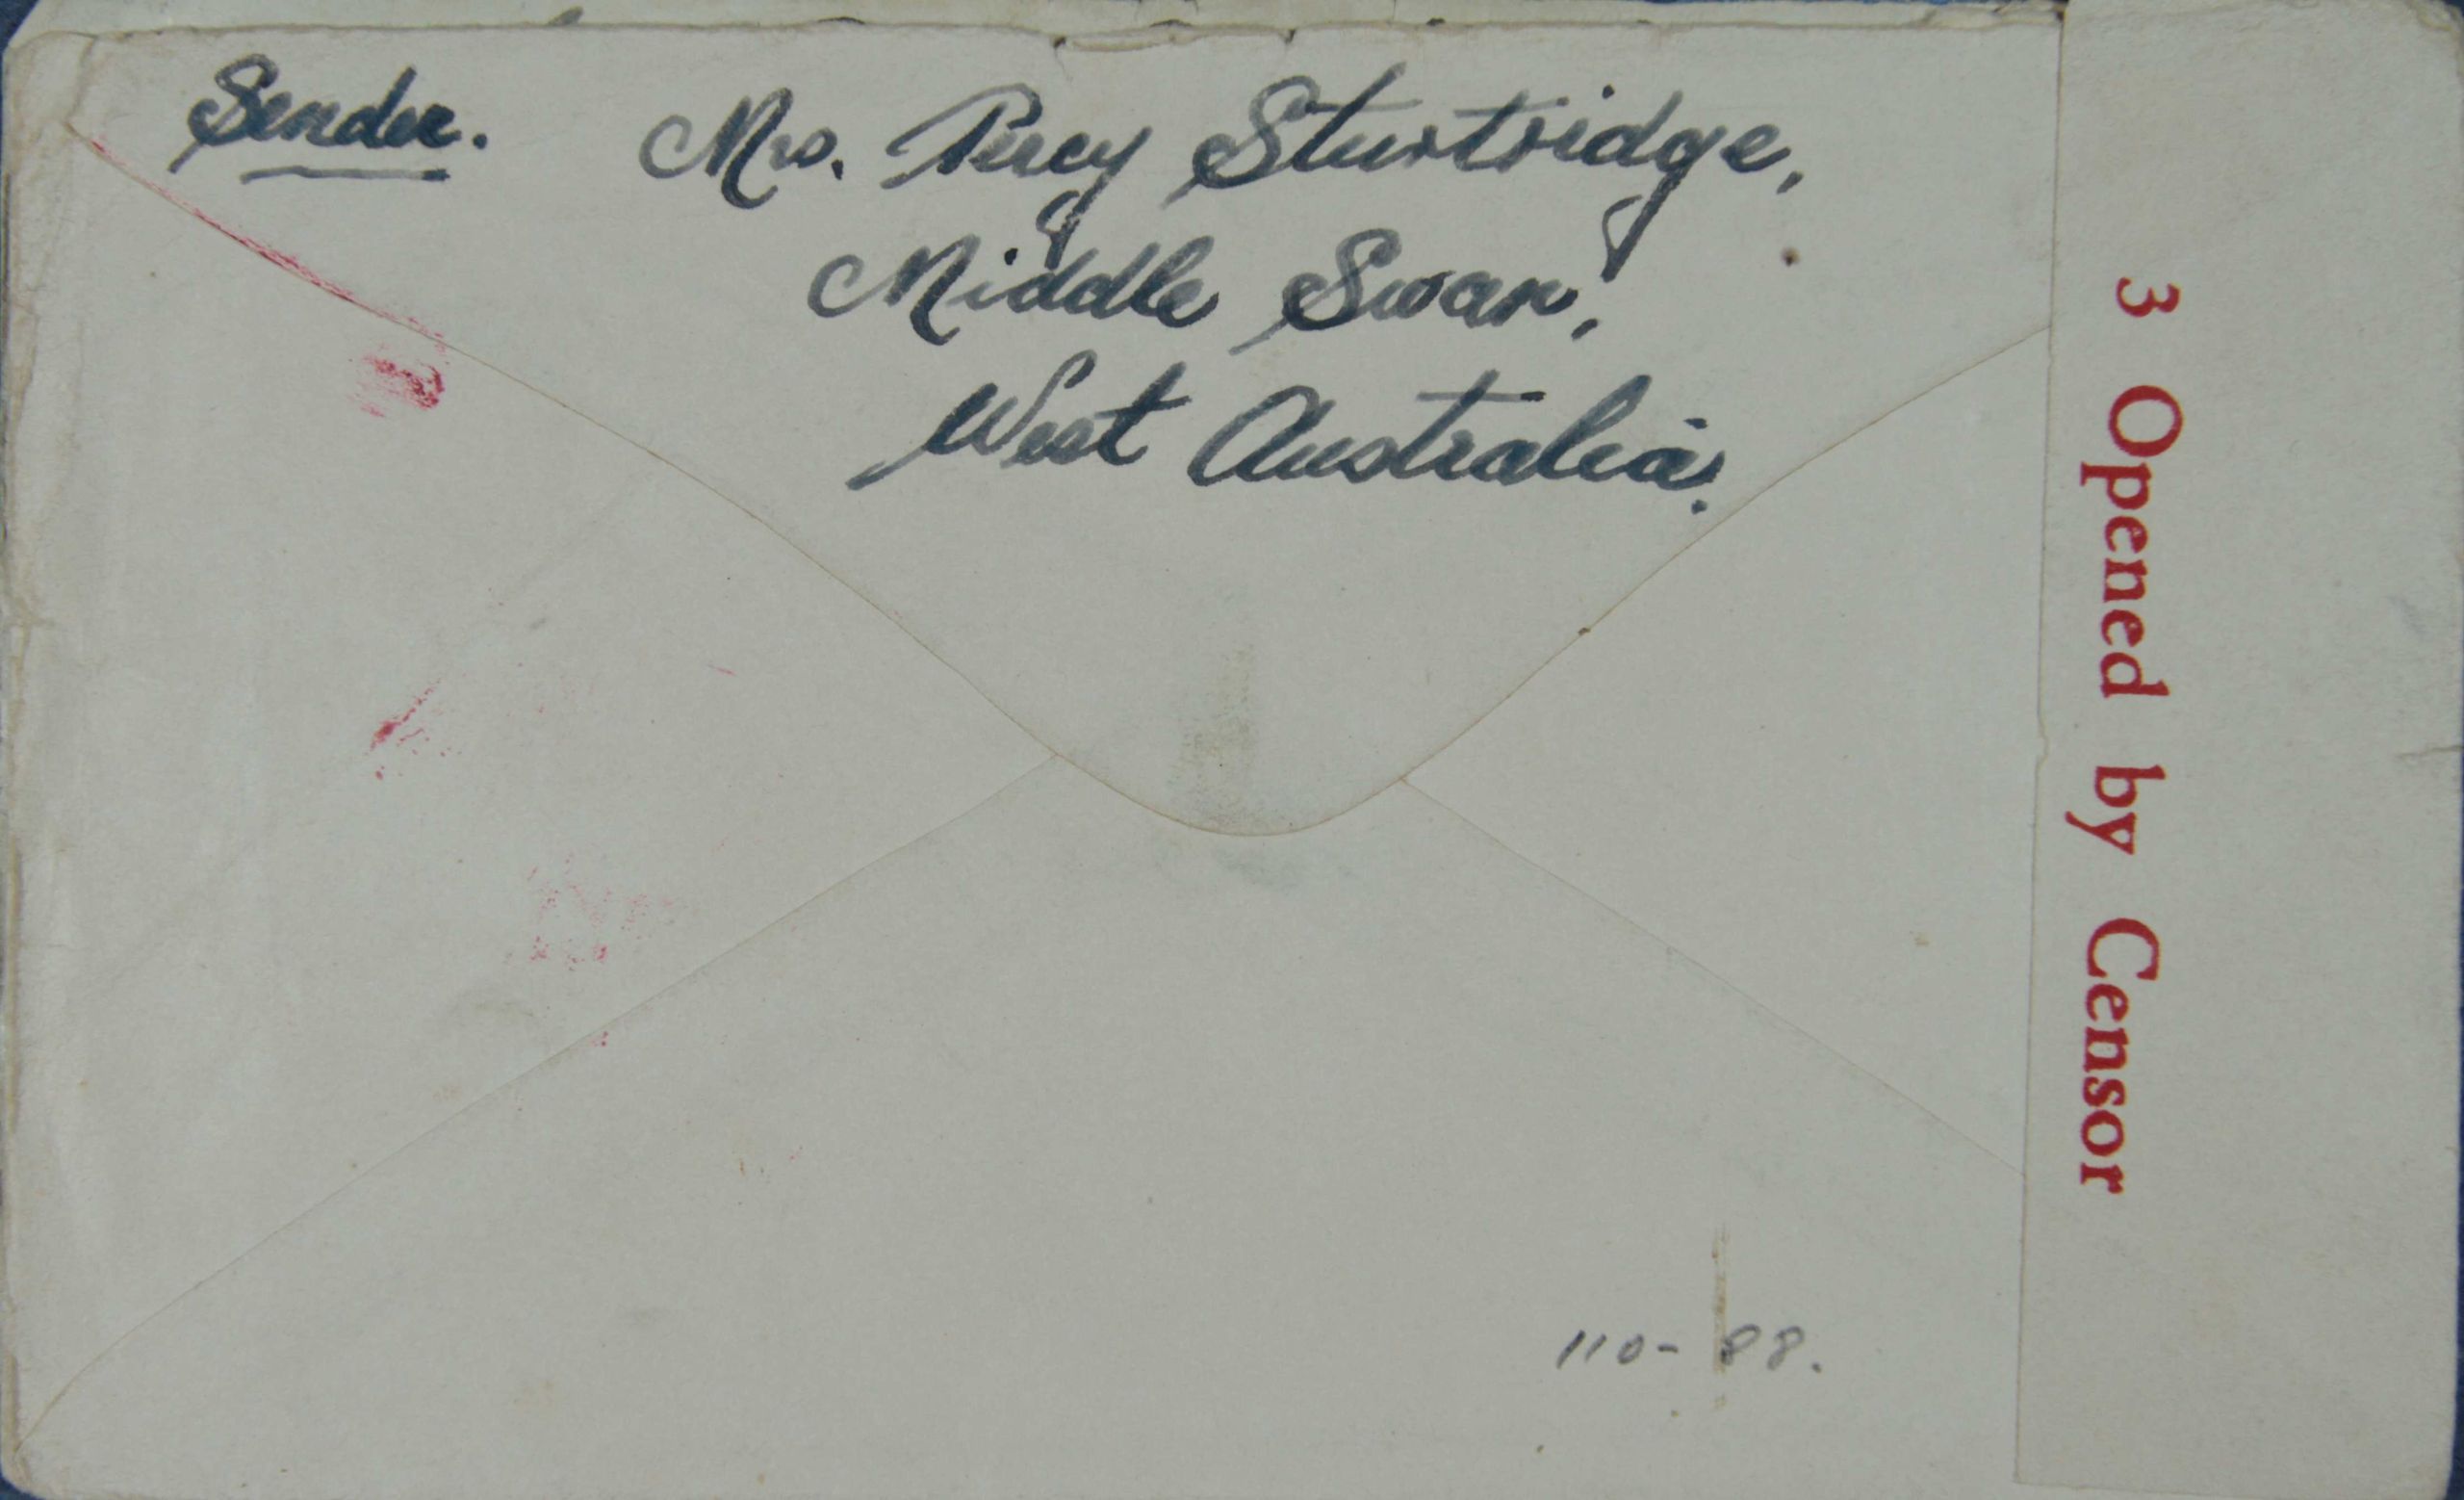 Sender. Mrs. Percy Sturtridge,
Middle Swan,
West Australia.
3 Opened by Censor
110-88.